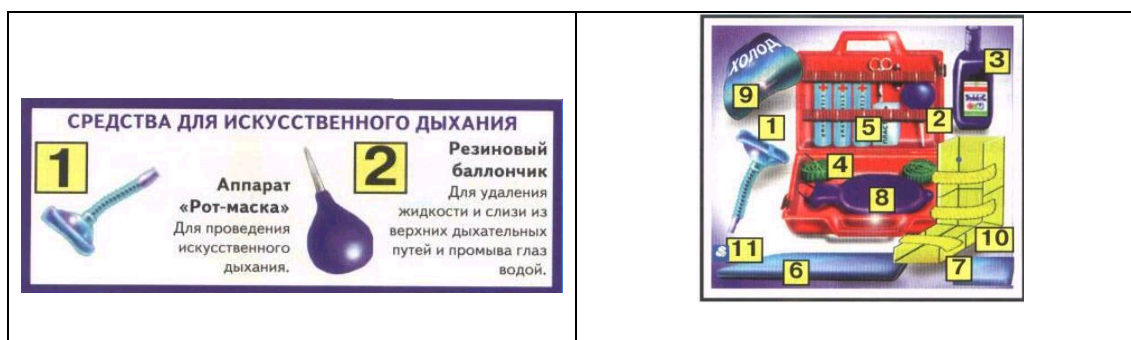 СРЕДСТВА ДЛЯ ИСКУССТВЕННОГО ДЫХАНИЯ
1
Аппарат
«Рот-маска»
Для проведения
искусственного
дыхания.
2
Резиновый
баллончик
Для удаления
жидкости и слизи из
верхних дыхательных
путей и промыва глаз
водой.
ХОЛОД
9
3
1
2
5
4
8
10
11
6
7